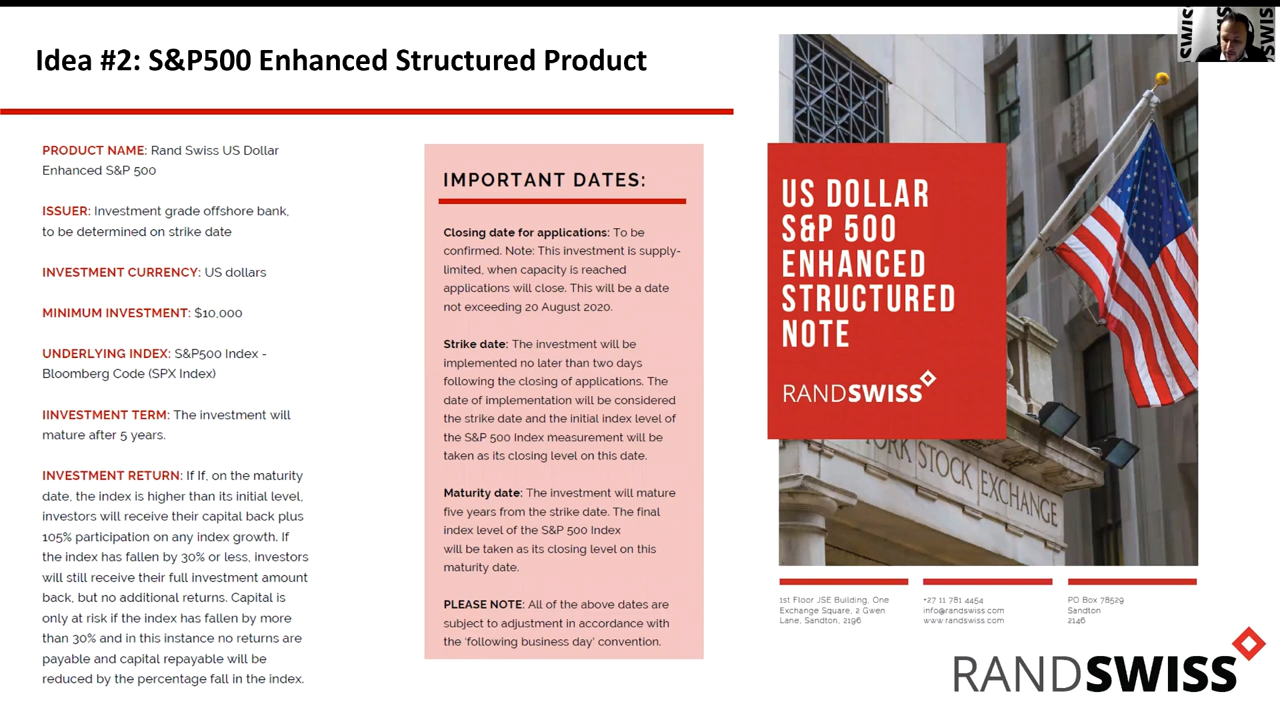 Idea #2: S&P500 Enhanced Structured Product
PRODUCT NAME: Rand Swiss US Dollar
Enhanced S&P 500
ISSUER: Investment grade offshore bank,
to be determined on strike date
INVESTMENT CURRENCY: US dollars
MINIMUM INVESTMENT: $10,000
UNDERLYING INDEX: S&P500 Index -
Bloomberg Code (SPX Index)
IINVESTMENT TERM: The investment will
mature after 5 years.
INVESTMENT RETURN: If If, on the maturity
date, the index is higher than its initial level,
investors will receive their capital back plus
105% participation on any index growth. If
the index has fallen by 30% or less, investors
will still receive their full investment amount
back, but no additional returns. Capital is
only at risk if the index has fallen by more
than 30% and in this instance no returns are
payable and capital repayable will be
reduced by the percentage fall in the index.
IMPORTANT DATES:
Closing date for applications: To be
confirmed. Note: This investment is supply-
limited, when capacity is reached
applications will close. This will be a date
not exceeding 20 August 2020.
Strike date: The investment will be
implemented no later than two days
following the closing of applications. The
date of implementation will be considered
the strike date and the initial index level of
the S&P 500 Index measurement will be
taken as its closing level on this date.
Maturity date: The investment will mature
five years from the strike date. The final
index level of the S&P 500 Index
will be taken as its closing level on this
maturity date.
PLEASE NOTE: All of the above dates are
subject to adjustment in accordance with
the 'following business day' convention.
US DOLLAR
S&P 500
ENHANCED
STRUCTURED
NOTE
RANDSWISS
YORK STOCK EXCHANGE
1st Floor JSE Building, One
Exchange Square, 2 Gwen
Lane, Sandton, 2196
+27 11 781 4454
info@randswiss.com
www.randswiss.com
PO Box 78529
Sandton
2146
RANDSWISS
SWISS